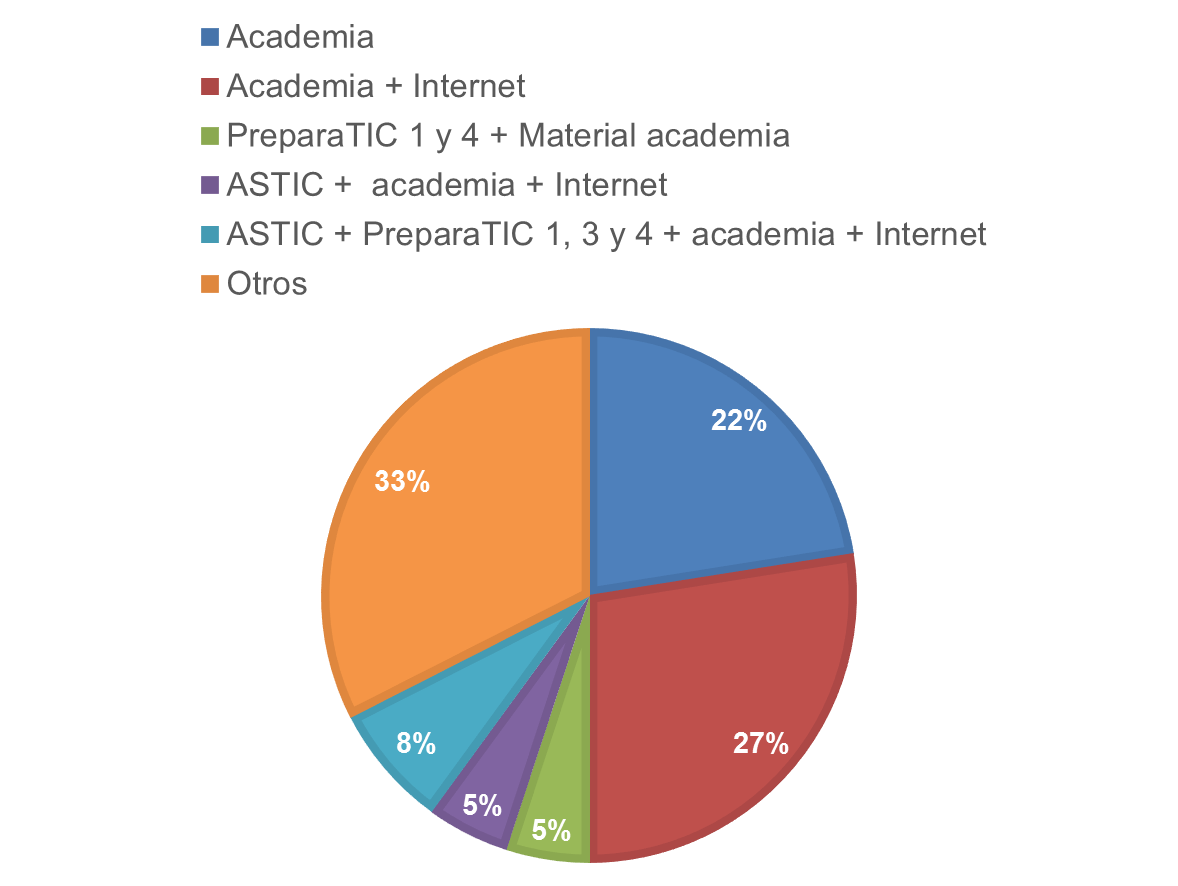 Academia
Academia + Internet
PreparaTIC 1 y 4 + Material academia
ASTIC +  academia + Internet
ASTIC + PreparaTIC 1, 3 y 4 + academia + Internet
Otros
22%
33%
27%
8%
5%
5%